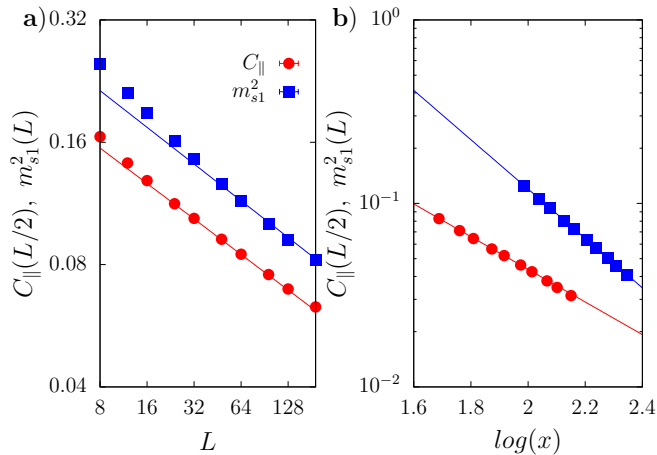 a)
b)
0.32
0.16
0.08
0.04
C∥(L/2), m²ₛ₁(L)
C∥
m²ₛ₁
8 16 32 64 128
L
10⁰
10⁻¹
10⁻²
C∥(L/2), m²ₛ₁(L)
1.6 1.8 2 2.2 2.4
log(x)